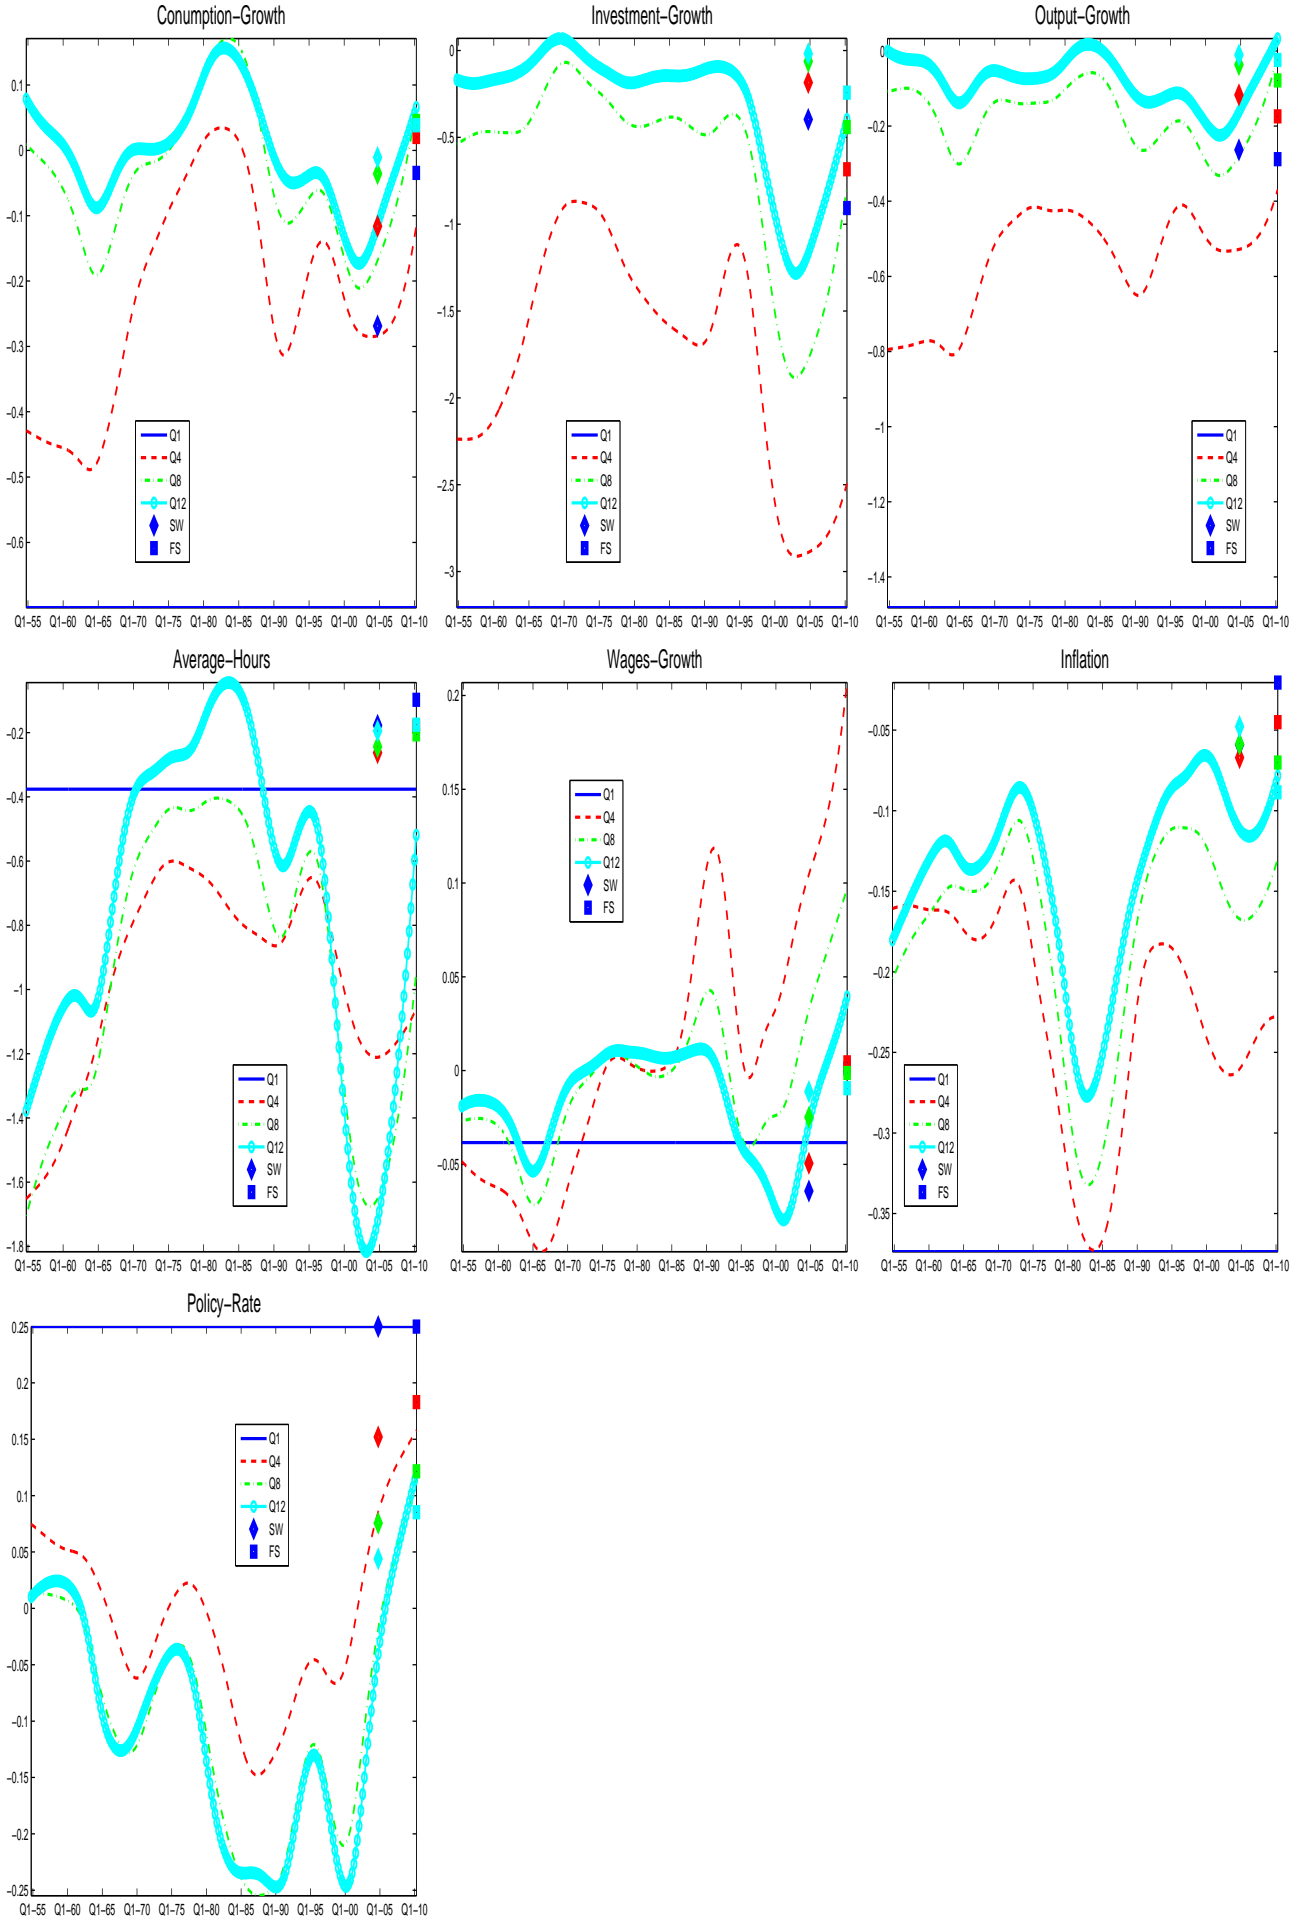 Conumption–Growth
0.1
0
−0.1
−0.2
−0.3
−0.4
−0.5
−0.6
Q1
Q4
Q8
Q12
SW
FS
Q1−55 Q1−60 Q1−65 Q1−70 Q1−75 Q1−80 Q1−85 Q1−90 Q1−95 Q1−00 Q1−05 Q1−10
Investment–Growth
0
−0.5
−1
−1.5
−2
−2.5
−3
Q1
Q4
Q8
Q12
SW
FS
Q1−55 Q1−60 Q1−65 Q1−70 Q1−75 Q1−80 Q1−85 Q1−90 Q1−95 Q1−00 Q1−05 Q1−10
Output–Growth
0
−0.2
−0.4
−0.6
−0.8
−1
−1.2
−1.4
Q1
Q4
Q8
Q12
SW
FS
Q1−55 Q1−60 Q1−65 Q1−70 Q1−75 Q1−80 Q1−85 Q1−90 Q1−95 Q1−00 Q1−05 Q1−10
Average–Hours
−0.2
−0.4
−0.6
−0.8
−1
−1.2
−1.4
−1.6
−1.8
Q1
Q4
Q8
Q12
SW
FS
Q1−55 Q1−60 Q1−65 Q1−70 Q1−75 Q1−80 Q1−85 Q1−90 Q1−95 Q1−00 Q1−05 Q1−10
Wages–Growth
0.2
0.15
0.1
0.05
0
−0.05
Q1
Q4
Q8
Q12
SW
FS
Q1−55 Q1−60 Q1−65 Q1−70 Q1−75 Q1−80 Q1−85 Q1−90 Q1−95 Q1−00 Q1−05 Q1−10
Inflation
−0.05
−0.1
−0.15
−0.2
−0.25
−0.3
−0.35
Q1
Q4
Q8
Q12
SW
FS
Q1−55 Q1−60 Q1−65 Q1−70 Q1−75 Q1−80 Q1−85 Q1−90 Q1−95 Q1−00 Q1−05 Q1−10
Policy–Rate
0.25
0.2
0.15
0.1
0.05
0
−0.05
−0.1
−0.15
−0.2
−0.25
Q1
Q4
Q8
Q12
SW
FS
Q1−55 Q1−60 Q1−65 Q1−70 Q1−75 Q1−80 Q1−85 Q1−90 Q1−95 Q1−00 Q1−05 Q1−10